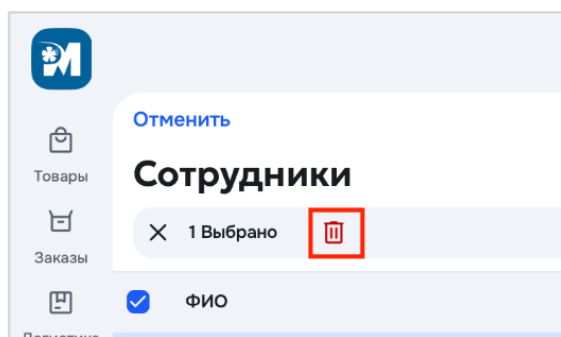 Отменить
Товары
Сотрудники
1 Выбрано
Заказы
ФИО